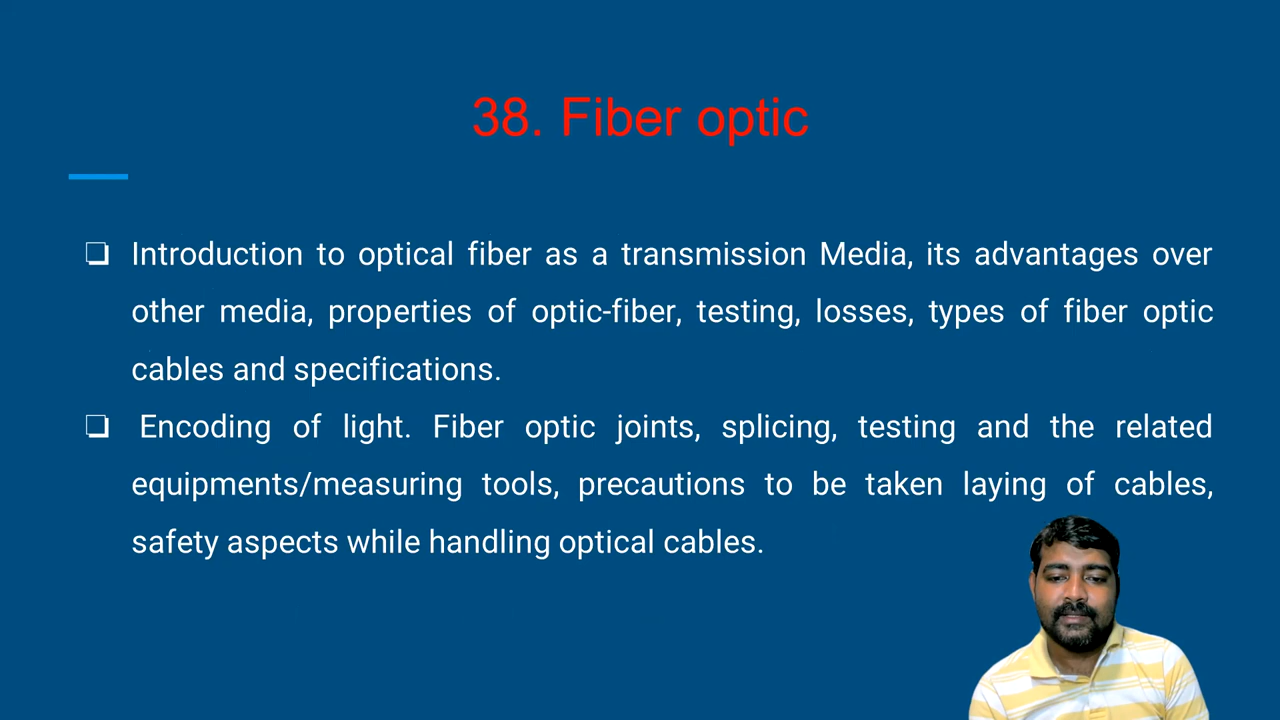 38. Fiber optic
❏ Introduction to optical fiber as a transmission Media, its advantages over
other media, properties of optic-fiber, testing, losses, types of fiber optic
cables and specifications.
❏ Encoding of light. Fiber optic joints, splicing, testing and the related
equipments/measuring tools, precautions to be taken laying of cables,
safety aspects while handling optical cables.